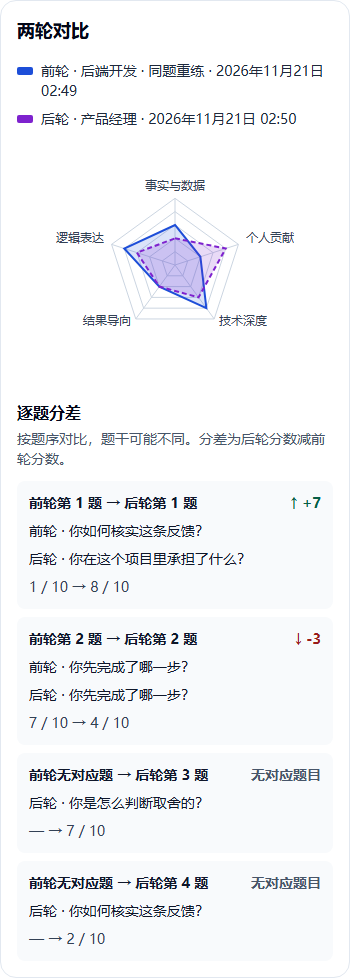 两轮对比
前轮 · 后端开发 · 同题重练 · 2026年11月21日
02:49
后轮 · 产品经理 · 2026年11月21日 02:50
事实与数据
逻辑表达
个人贡献
结果导向
技术深度
逐题分差
按题序对比，题干可能不同。分差为后轮分数减前
轮分数。
前轮第 1 题 → 后轮第 1 题 ↑ +7
前轮 · 你如何核实这条反馈？
后轮 · 你在这个项目里承担了什么？
1 / 10 → 8 / 10
前轮第 2 题 → 后轮第 2 题 ↓ -3
前轮 · 你先完成了哪一步？
后轮 · 你先完成了哪一步？
7 / 10 → 4 / 10
前轮无对应题 → 后轮第 3 题 无对应题目
后轮 · 你是怎么判断取舍的？
— → 7 / 10
前轮无对应题 → 后轮第 4 题 无对应题目
后轮 · 你如何核实这条反馈？
— → 2 / 10